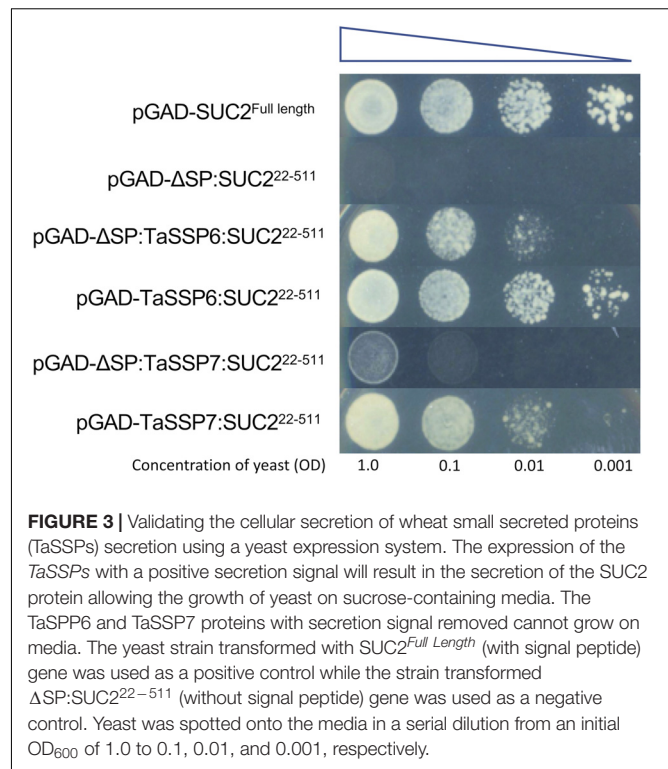 pGAD-SUC2Full length
pGAD-ΔSP:SUC222-511
pGAD-ΔSP:TaSSP6:SUC222-511
pGAD-TaSSP6:SUC222-511
pGAD-ΔSP:TaSSP7:SUC222-511
pGAD-TaSSP7:SUC222-511
Concentration of yeast (OD) 1.0 0.1 0.01 0.001
FIGURE 3 | Validating the cellular secretion of wheat small secreted proteins
(TaSSPs) secretion using a yeast expression system. The expression of the
TaSSPs with a positive secretion signal will result in the secretion of the SUC2
protein allowing the growth of yeast on sucrose-containing media. The
TaSPP6 and TaSSP7 proteins with secretion signal removed cannot grow on
media. The yeast strain transformed with SUC2Full Length (with signal peptide)
gene was used as a positive control while the strain transformed
ΔSP:SUC222−511 (without signal peptide) gene was used as a negative
control. Yeast was spotted onto the media in a serial dilution from an initial
OD600 of 1.0 to 0.1, 0.01, and 0.001, respectively.